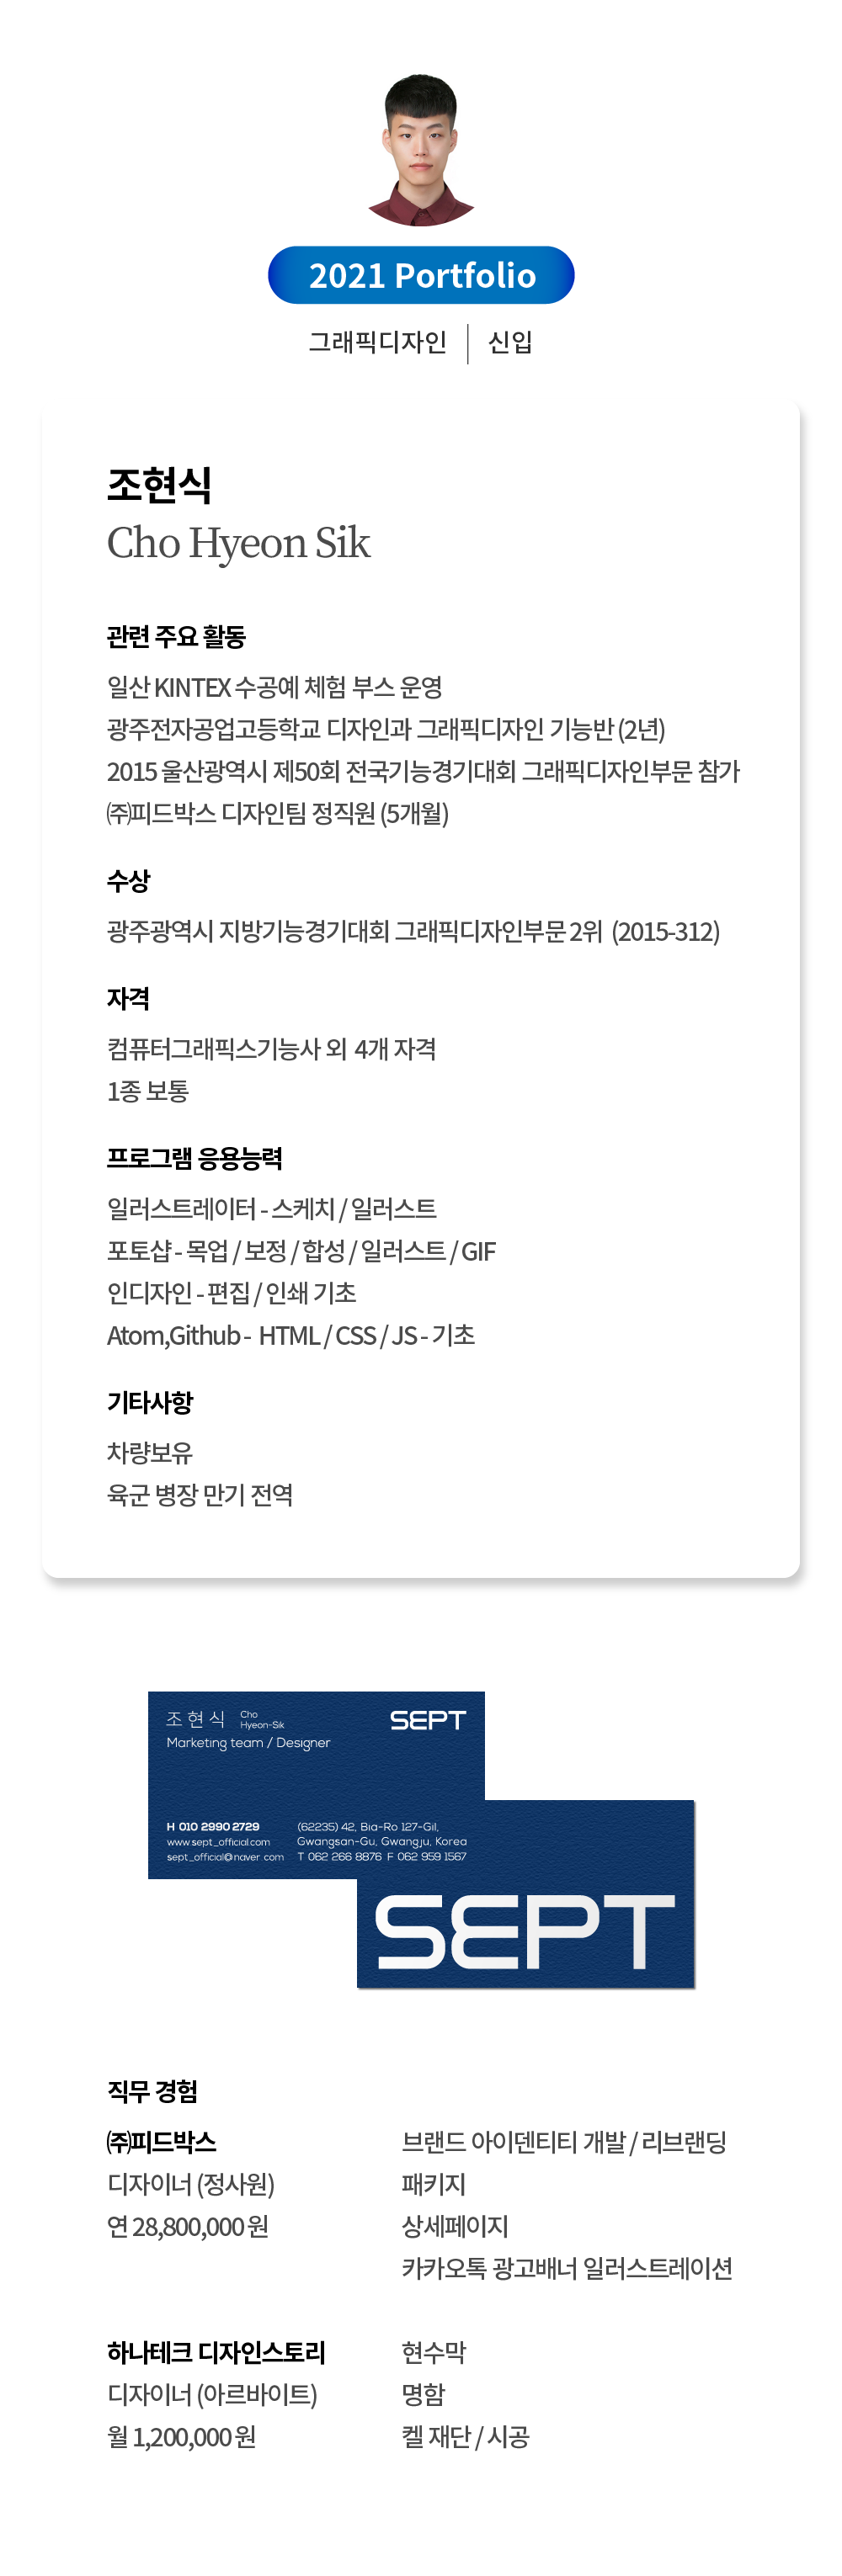 2021 Portfolio
그래픽디자인 | 신입
조현식
Cho Hyeon Sik
관련 주요 활동
일산 KINTEX 수공예 체험 부스 운영
광주전자공업고등학교 디자인과 그래픽디자인 기능반 (2년)
2015 울산광역시 제50회 전국기능경기대회 그래픽디자인부문 참가
㈜피드박스 디자인팀 정직원 (5개월)
수상
광주광역시 지방기능경기대회 그래픽디자인부문 2위 (2015-312)
자격
컴퓨터그래픽스기능사 외 4개 자격
1종 보통
프로그램 응용능력
일러스트레이터 - 스케치 / 일러스트
포토샵 - 목업 / 보정 / 합성 / 일러스트 / GIF
인디자인 - 편집 / 인쇄 기초
Atom,Github - HTML / CSS / JS - 기초
기타사항
차량보유
육군 병장 만기 전역
조현식 Cho Hyeon-Sik
SEPT
Marketing team / Designer
H 010 2990 2729
www.sept_official.com
sept_official@naver.com
(62235) 42, Bia-Ro 127-Gil,
Gwangsan-Gu, Gwangju, Korea
T 062 266 8876 F 062 959 1567
SEPT
직무 경험
㈜피드박스
디자이너 (정사원)
연 28,800,000 원
브랜드 아이덴티티 개발 / 리브랜딩
패키지
상세페이지
카카오톡 광고배너 일러스트레이션
하나테크 디자인스토리
디자이너 (아르바이트)
월 1,200,000 원
현수막
명함
켈 재단 / 시공